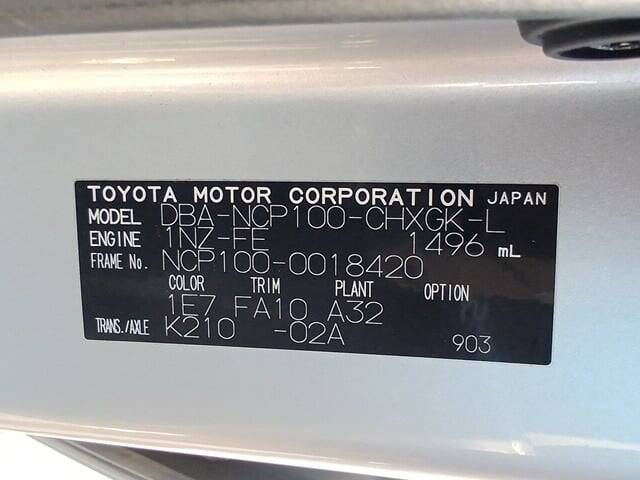 TOYOTA MOTOR CORPORATION JAPAN
MODEL DBA-NCP100-CHXGK-L
ENGINE 1NZ-FE 1496 mL
FRAME No. NCP100-0018420
COLOR TRIM PLANT OPTION
1E7 FA10 A32
TRANS./AXLE K210 -02A 903